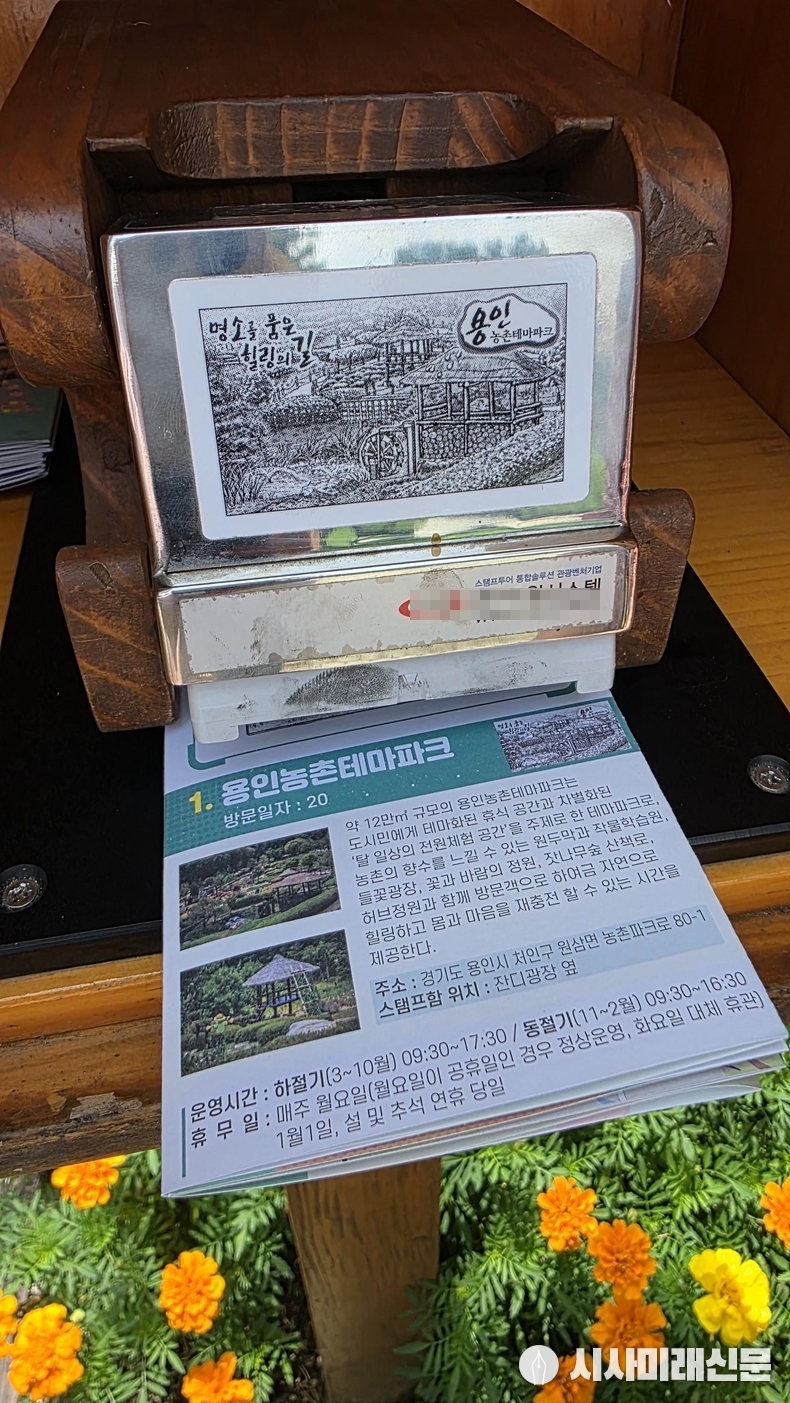 명소를 품은
힐링의 길
용인
농촌테마파크
스탬프투어 통합솔루션 관광벤처기업
1. 용인농촌테마파크
방문일자 : 20
약 12만㎡ 규모의 용인농촌테마파크는
도시민에게 테마화된 휴식 공간과 차별화된
'탈 일상의 전원체험 공간'을 주제로 한 테마파크로,
농촌의 향수를 느낄 수 있는 원두막과 작물학습원,
들꽃광장, 꽃과 바람의 정원, 잣나무숲 산책로,
허브정원과 함께 방문객으로 하여금 자연으로
힐링하고 몸과 마음을 재충전 할 수 있는 시간을
제공한다.
주소 : 경기도 용인시 처인구 원삼면 농촌파크로 80-1
스탬프함 위치 : 잔디광장 옆
운영시간 : 하절기(3~10월) 09:30~17:30 / 동절기(11~2월) 09:30~16:30
휴 무 일 : 매주 월요일(월요일이 공휴일인 경우 정상운영, 화요일 대체 휴관)
1월1일, 설 및 추석 연휴 당일
시사미래신문